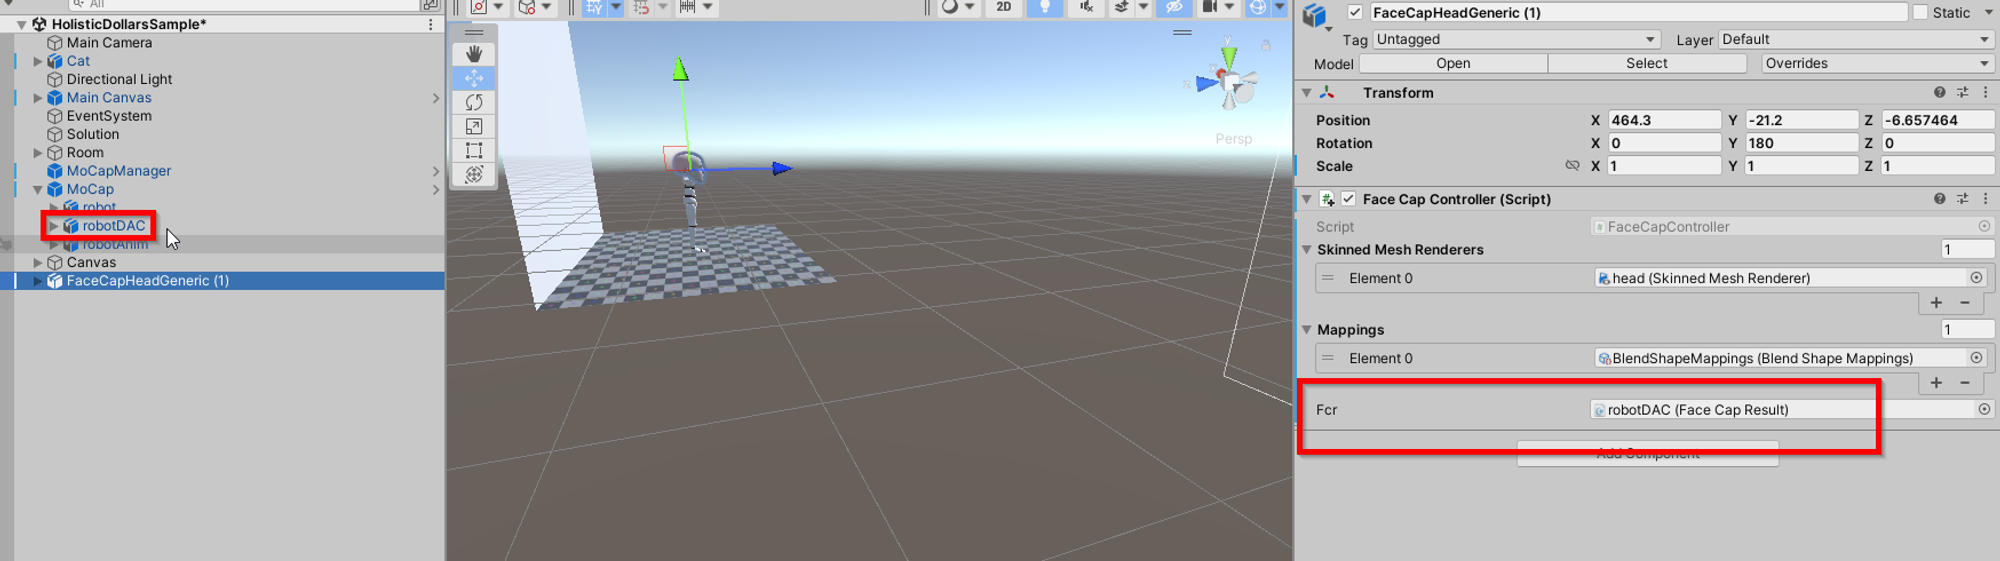 All
HolisticDollarsSample*
Main Camera
Cat
Directional Light
Main Canvas
EventSystem
Solution
Room
MoCapManager
MoCap
robot
robotDAC
robotAnim
Canvas
FaceCapHeadGeneric (1)
2D
y
x
z
Persp
FaceCapHeadGeneric (1)
Static
Tag Untagged Layer Default
Model Open Select Overrides
Transform
Position X 464.3 Y -21.2 Z -6.657464
Rotation X 0 Y 180 Z 0
Scale X 1 Y 1 Z 1
Face Cap Controller (Script)
Script FaceCapController
Skinned Mesh Renderers 1
Element 0 head (Skinned Mesh Renderer)
+ −
Mappings 1
Element 0 BlendShapeMappings (Blend Shape Mappings)
+ −
Fcr robotDAC (Face Cap Result)
Add Component